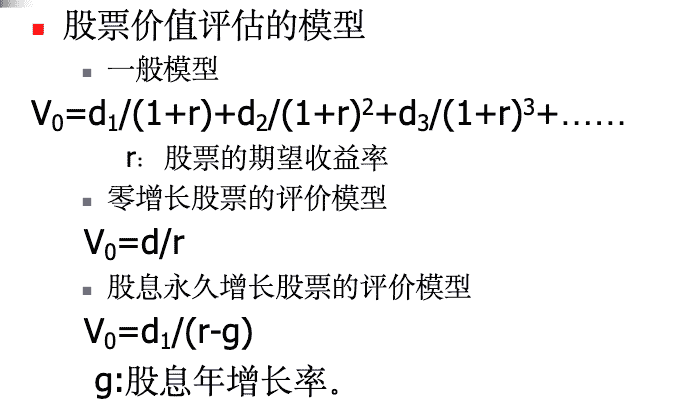 股票价值评估的模型
一般模型
V₀=d₁/(1+r)+d₂/(1+r)²+d₃/(1+r)³+……
r：股票的期望收益率
零增长股票的评价模型
V₀=d/r
股息永久增长股票的评价模型
V₀=d₁/(r-g)
g:股息年增长率。